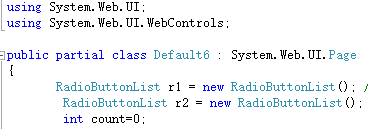 using System.Web.UI;
using System.Web.UI.WebControls;
public partial class Default6 : System.Web.UI.Page
{
RadioButtonList r1 = new RadioButtonList(); /
RadioButtonList r2 = new RadioButtonList();
int count=0;